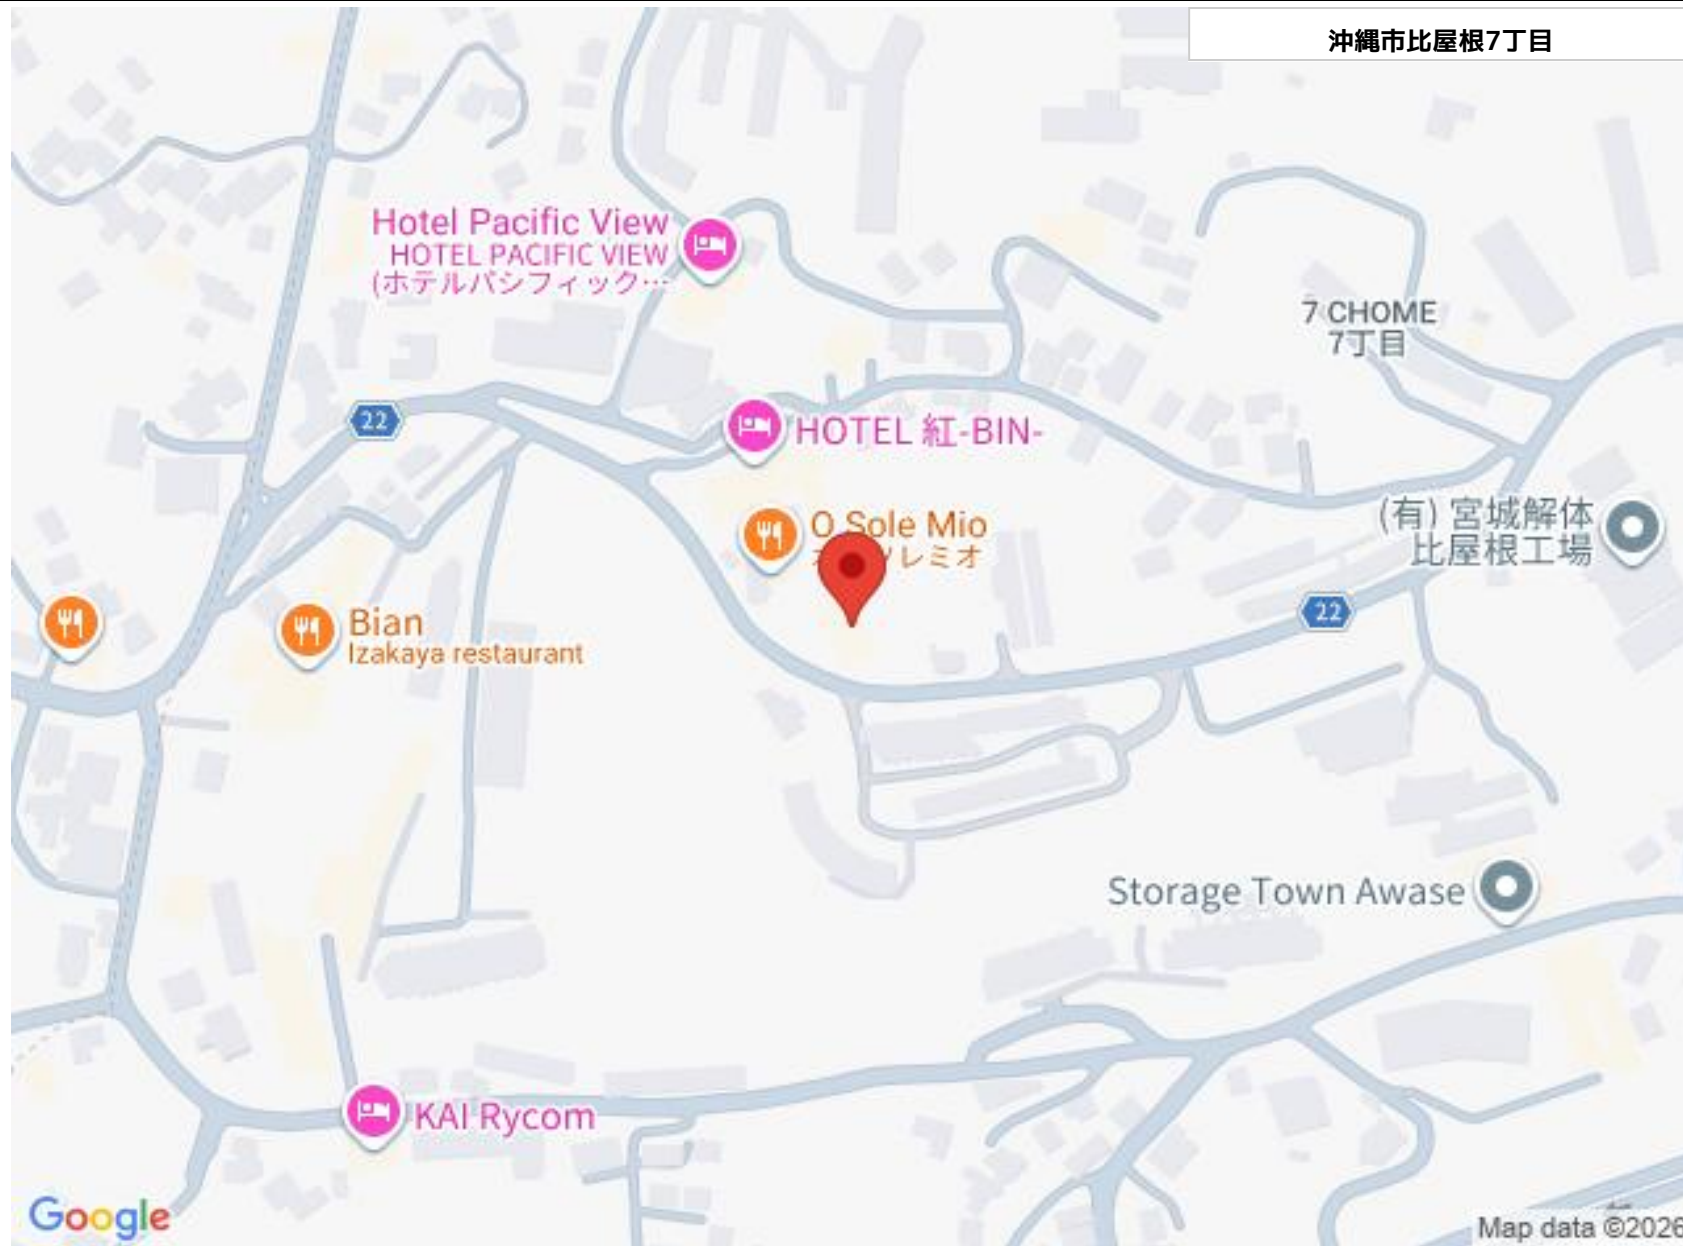 沖縄市比屋根7丁目
Hotel Pacific View
HOTEL PACIFIC VIEW
(ホテルパシフィック…
7 CHOME
7丁目
22
HOTEL 紅-BIN-
O Sole Mio
レミオ
(有) 宮城解体
比屋根工場
22
Bian
Izakaya restaurant
Storage Town Awase
KAI Rycom
Google
Map data ©2026